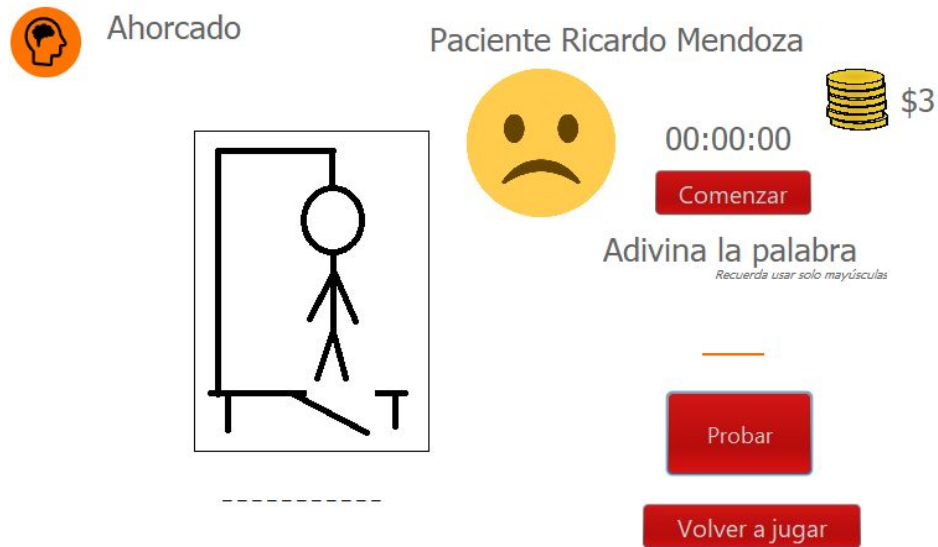 Ahorcado
Paciente Ricardo Mendoza
$3
00:00:00
Comenzar
Adivina la palabra
Recuerda usar solo mayúsculas
Probar
_ _ _ _ _ _ _ _ _ _ _
Volver a jugar